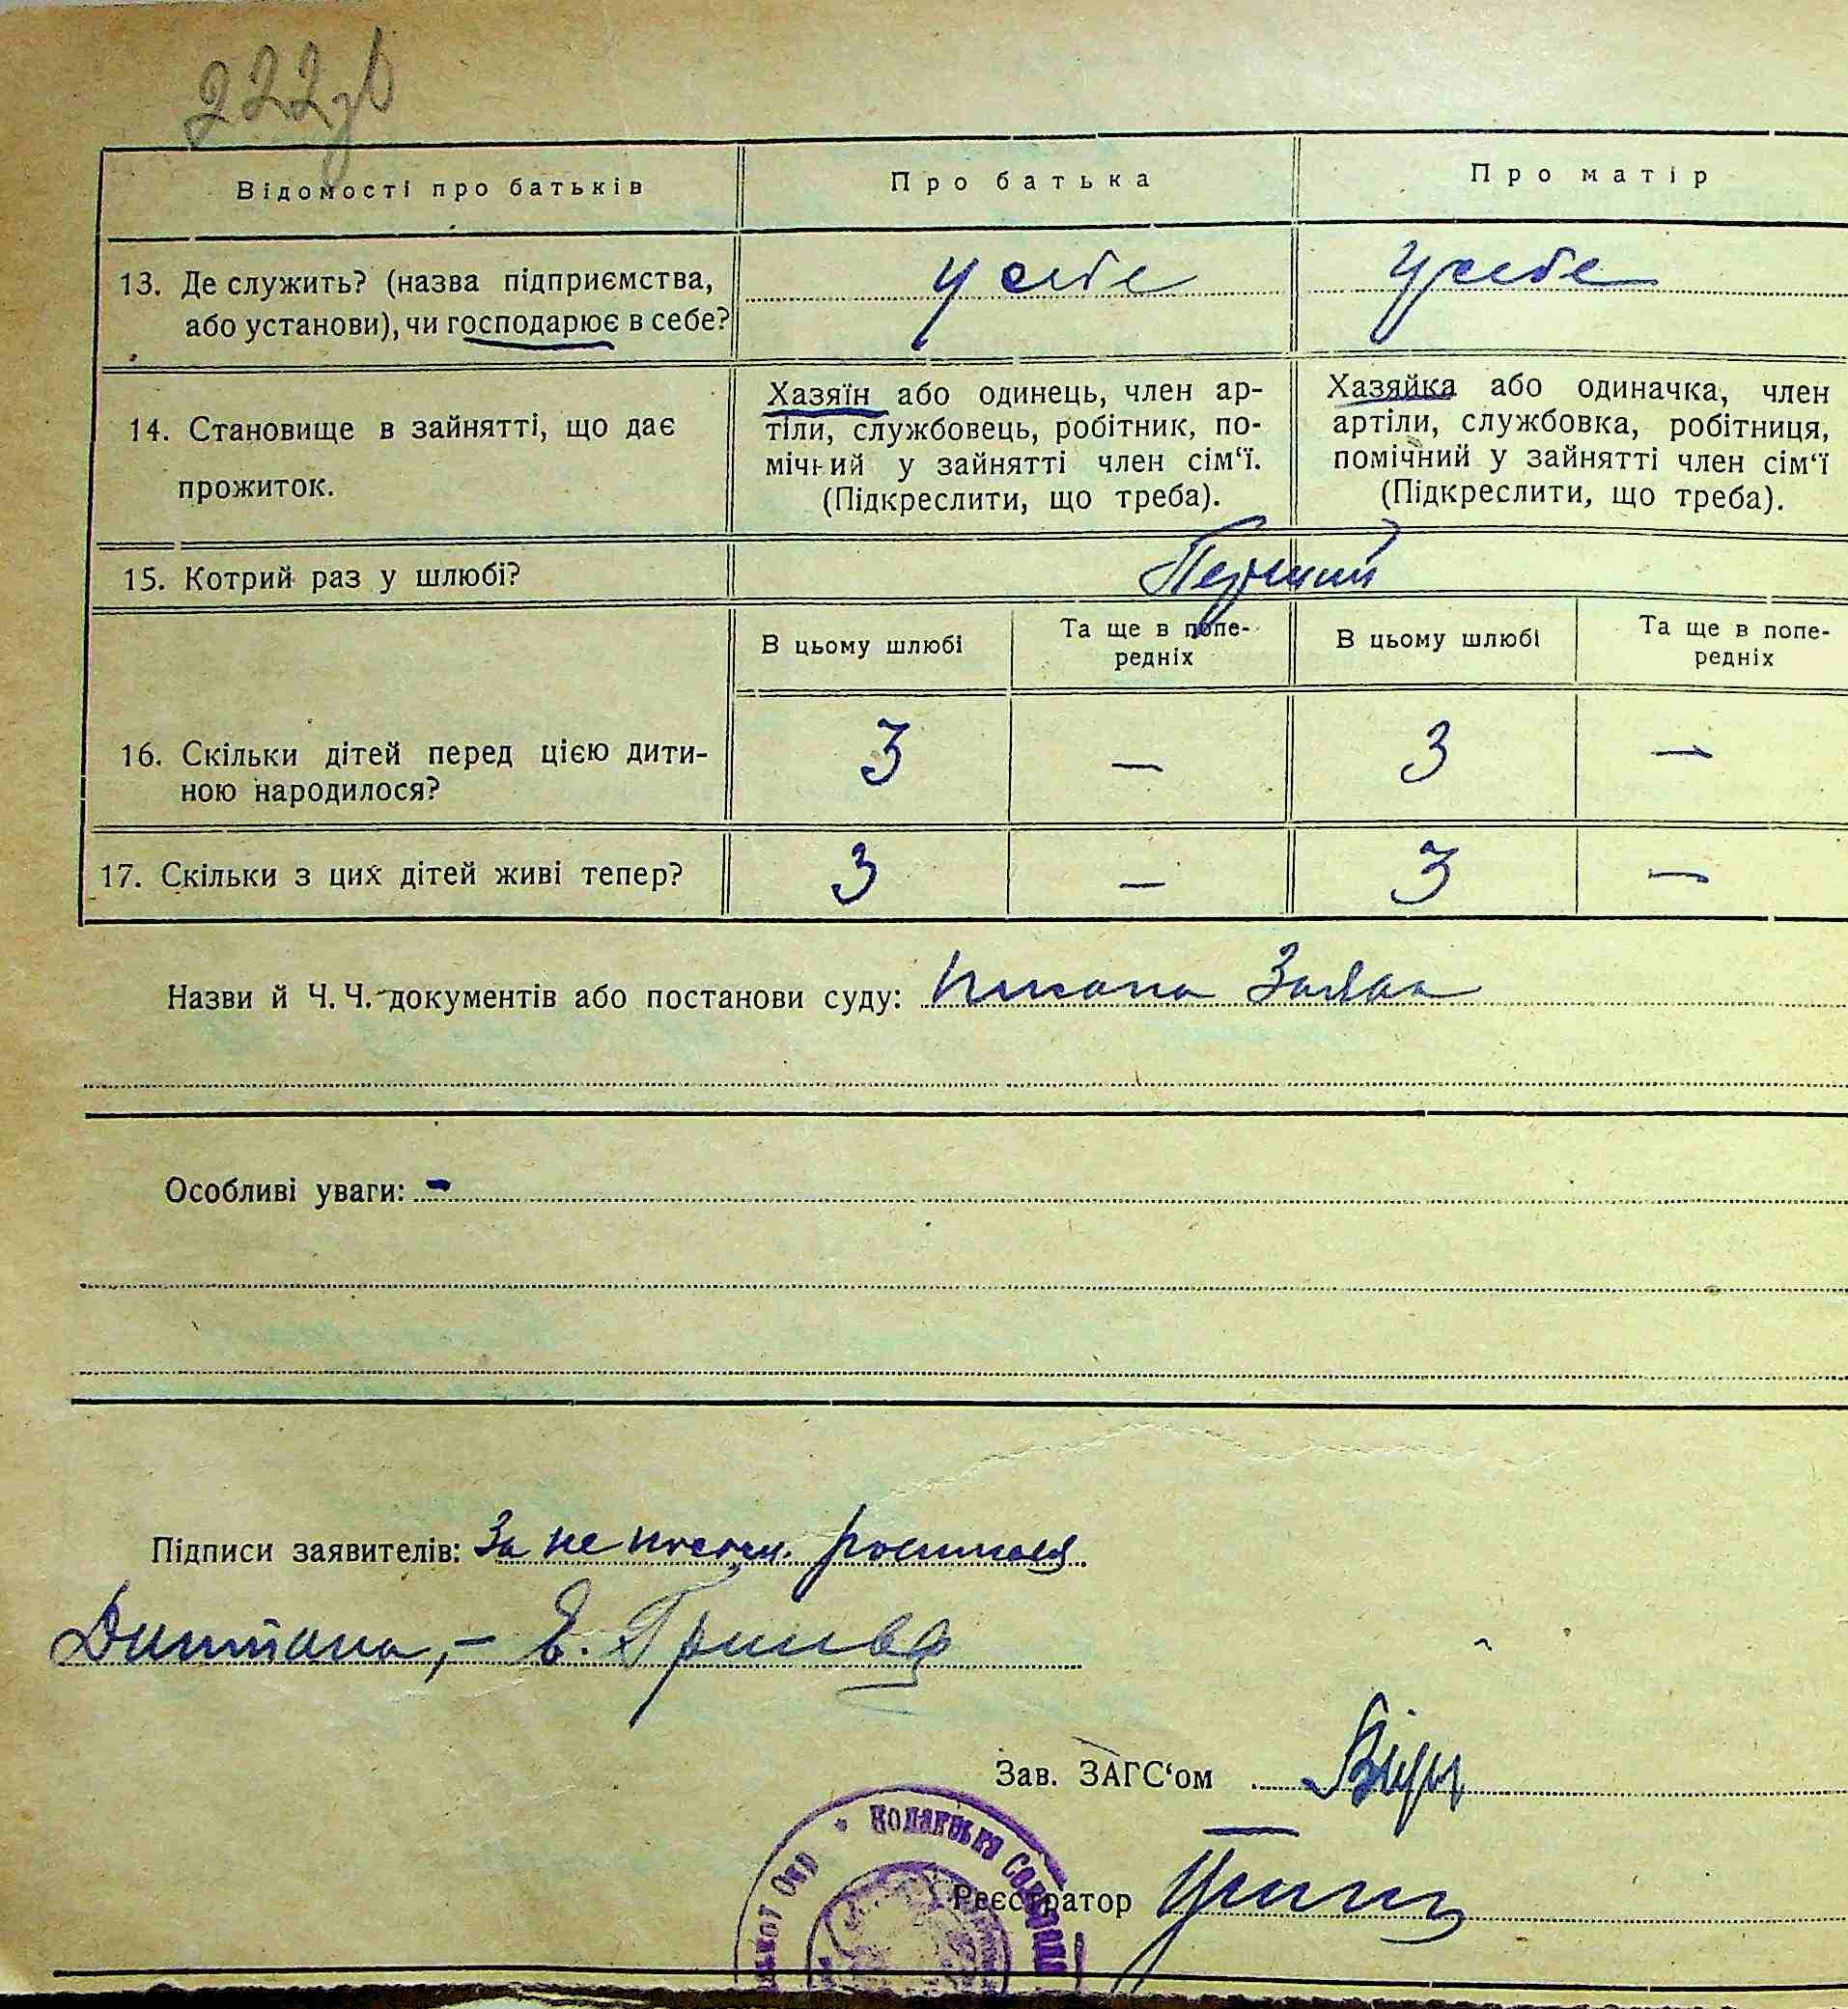 222зв
Відомості про батьків
Про батька
Про матір
13. Де служить? (назва підприємства,
або установи), чи господарює в себе?
у себе
у себе
14. Становище в зайнятті, що дає
прожиток.
Хазяїн або одинець, член ар-
тіли, службовець, робітник, по-
мічний у зайнятті член сім‘ї.
(Підкреслити, що треба).
Хазяйка або одиначка, член
артіли, службовка, робітниця,
помічний у зайнятті член сім‘ї
(Підкреслити, що треба).
15. Котрий раз у шлюбі?
Перший
В цьому шлюбі
Та ще в попе-
редніх
В цьому шлюбі
Та ще в попе-
редніх
16. Скільки дітей перед цією дити-
ною народилося?
3 — 3 —
17. Скільки з цих дітей живі тепер?
3 — 3 —
Назви й Ч. Ч. документів або постанови суду:
Особливі уваги: -
Підписи заявителів: За не
Зав. ЗАГС‘ом
Реєстратор